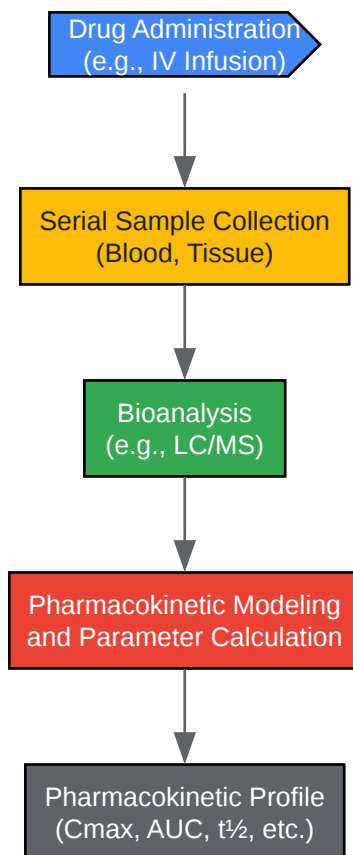 Drug Administration
(e.g., IV Infusion)
Serial Sample Collection
(Blood, Tissue)
Bioanalysis
(e.g., LC/MS)
Pharmacokinetic Modeling
and Parameter Calculation
Pharmacokinetic Profile
(Cmax, AUC, t½, etc.)